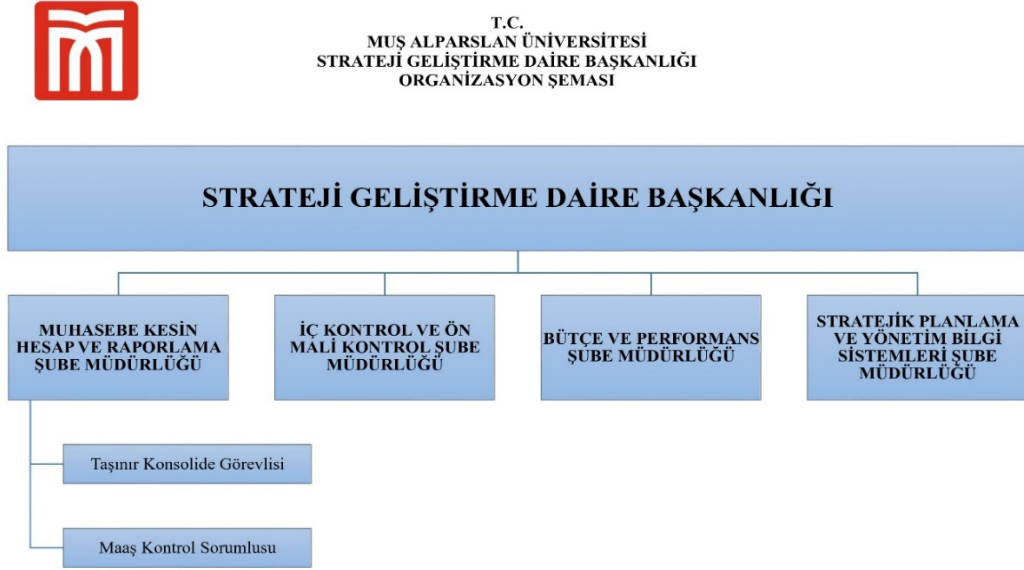 T.C.
MUŞ ALPARSLAN ÜNİVERSİTESİ
STRATEJİ GELİŞTİRME DAİRE BAŞKANLIĞI
ORGANİZASYON ŞEMASI
STRATEJİ GELİŞTİRME DAİRE BAŞKANLIĞI
MUHASEBE KESİN
HESAP VE RAPORLAMA
ŞUBE MÜDÜRLÜĞÜ
İÇ KONTROL VE ÖN
MALİ KONTROL ŞUBE
MÜDÜRLÜĞÜ
BÜTÇE VE PERFORMANS
ŞUBE MÜDÜRLÜĞÜ
STRATEJİK PLANLAMA
VE YÖNETİM BİLGİ
SİSTEMLERİ ŞUBE
MÜDÜRLÜĞÜ
Taşınır Konsolide Görevlisi
Maaş Kontrol Sorumlusu